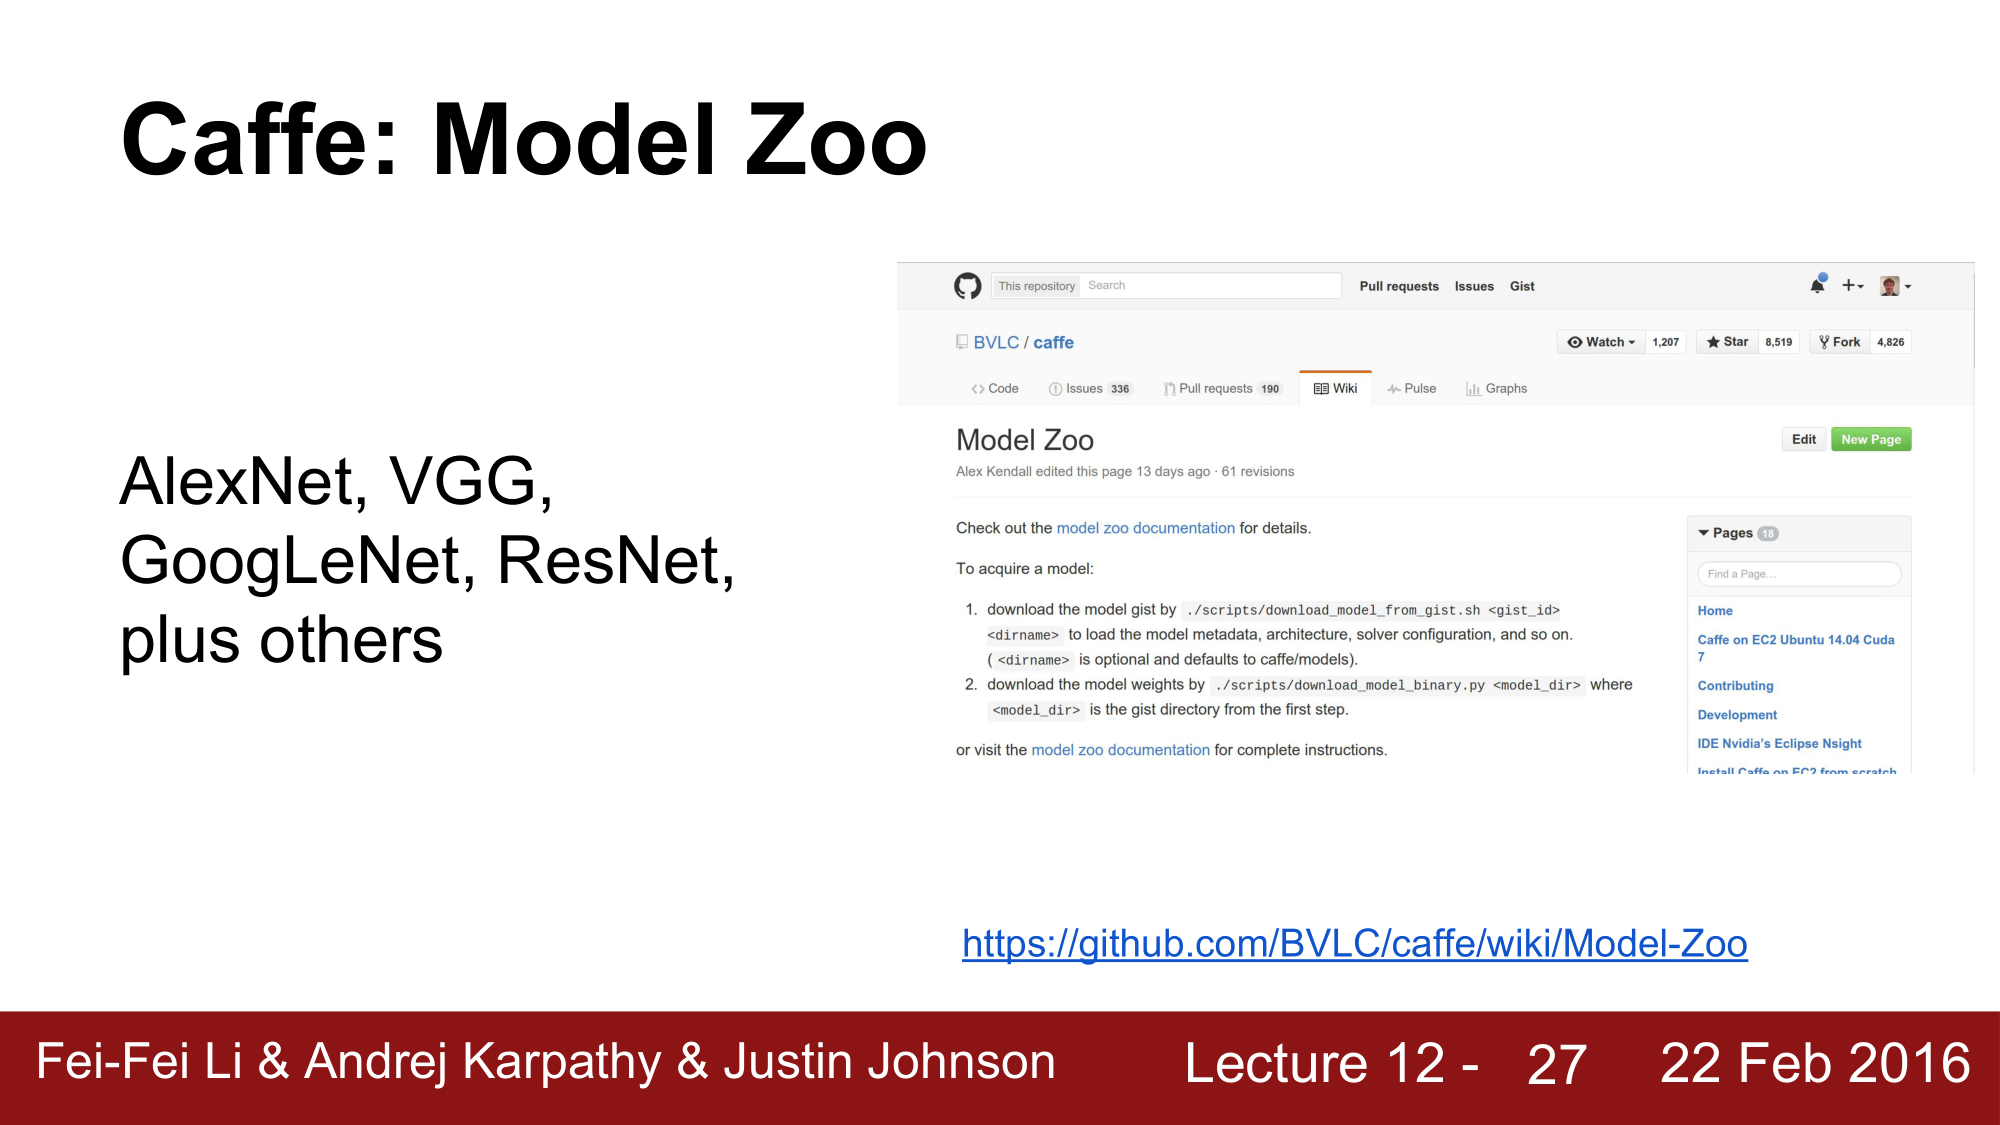 Caffe: Model Zoo
AlexNet, VGG,
GoogLeNet, ResNet,
plus others
This repository Search Pull requests Issues Gist
BVLC / caffe
Watch 1,207 Star 8,519 Fork 4,826
Code Issues 336 Pull requests 190 Wiki Pulse Graphs
Model Zoo
Edit New Page
Alex Kendall edited this page 13 days ago · 61 revisions
Check out the model zoo documentation for details.
To acquire a model:
1. download the model gist by ./scripts/download_model_from_gist.sh <gist_id>
<dirname> to load the model metadata, architecture, solver configuration, and so on.
( <dirname> is optional and defaults to caffe/models).
2. download the model weights by ./scripts/download_model_binary.py <model_dir> where
<model_dir> is the gist directory from the first step.
or visit the model zoo documentation for complete instructions.
Pages 18
Find a Page…
Home
Caffe on EC2 Ubuntu 14.04 Cuda
7
Contributing
Development
IDE Nvidia's Eclipse Nsight
Install Caffe on EC2 from scratch
https://github.com/BVLC/caffe/wiki/Model-Zoo
Fei-Fei Li & Andrej Karpathy & Justin Johnson Lecture 12 - 27 22 Feb 2016